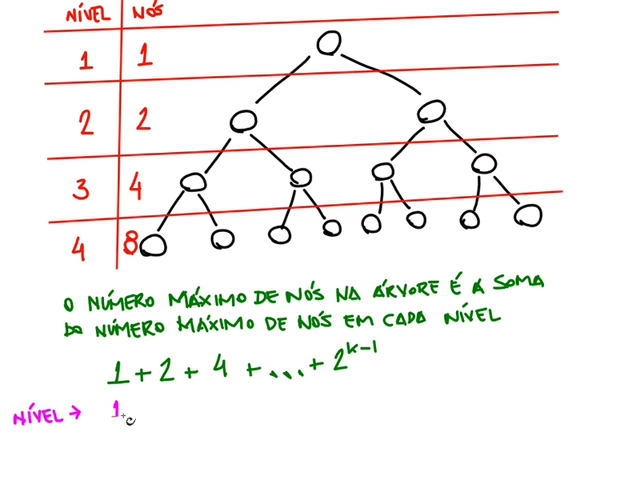 NÍVEL NÓS
1 1
2 2
3 4
4 8
O NÚMERO MÁXIMO DE NÓS NA ÁRVORE É A SOMA
DO NÚMERO MÁXIMO DE NÓS EM CADA NÍVEL
1 + 2 + 4 + ... + 2^{k-1}
NÍVEL → 1